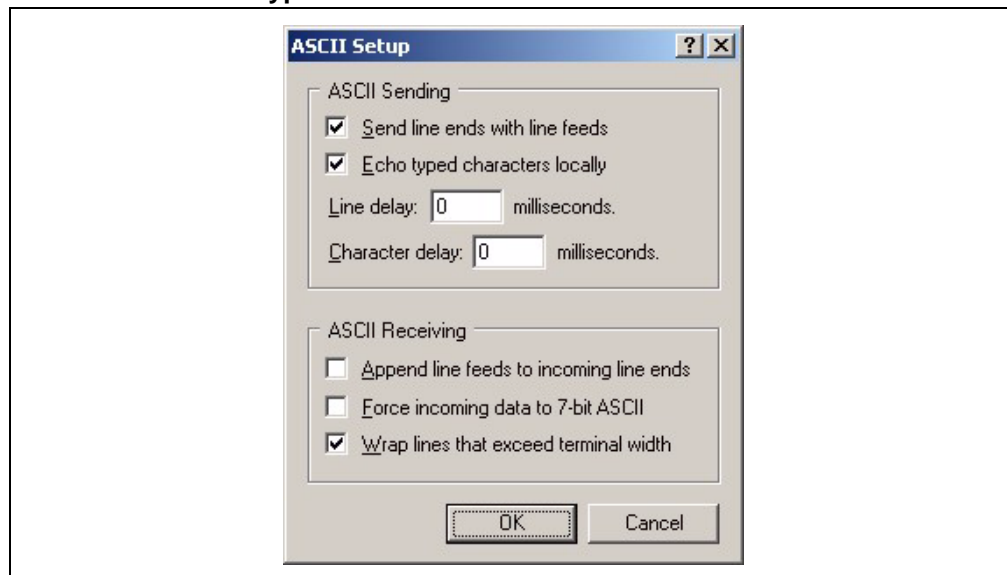 ASCII Setup
ASCII Sending
Send line ends with line feeds
Echo typed characters locally
Line delay: 0 milliseconds.
Character delay: 0 milliseconds.
ASCII Receiving
Append line feeds to incoming line ends
Force incoming data to 7-bit ASCII
Wrap lines that exceed terminal width
OK Cancel